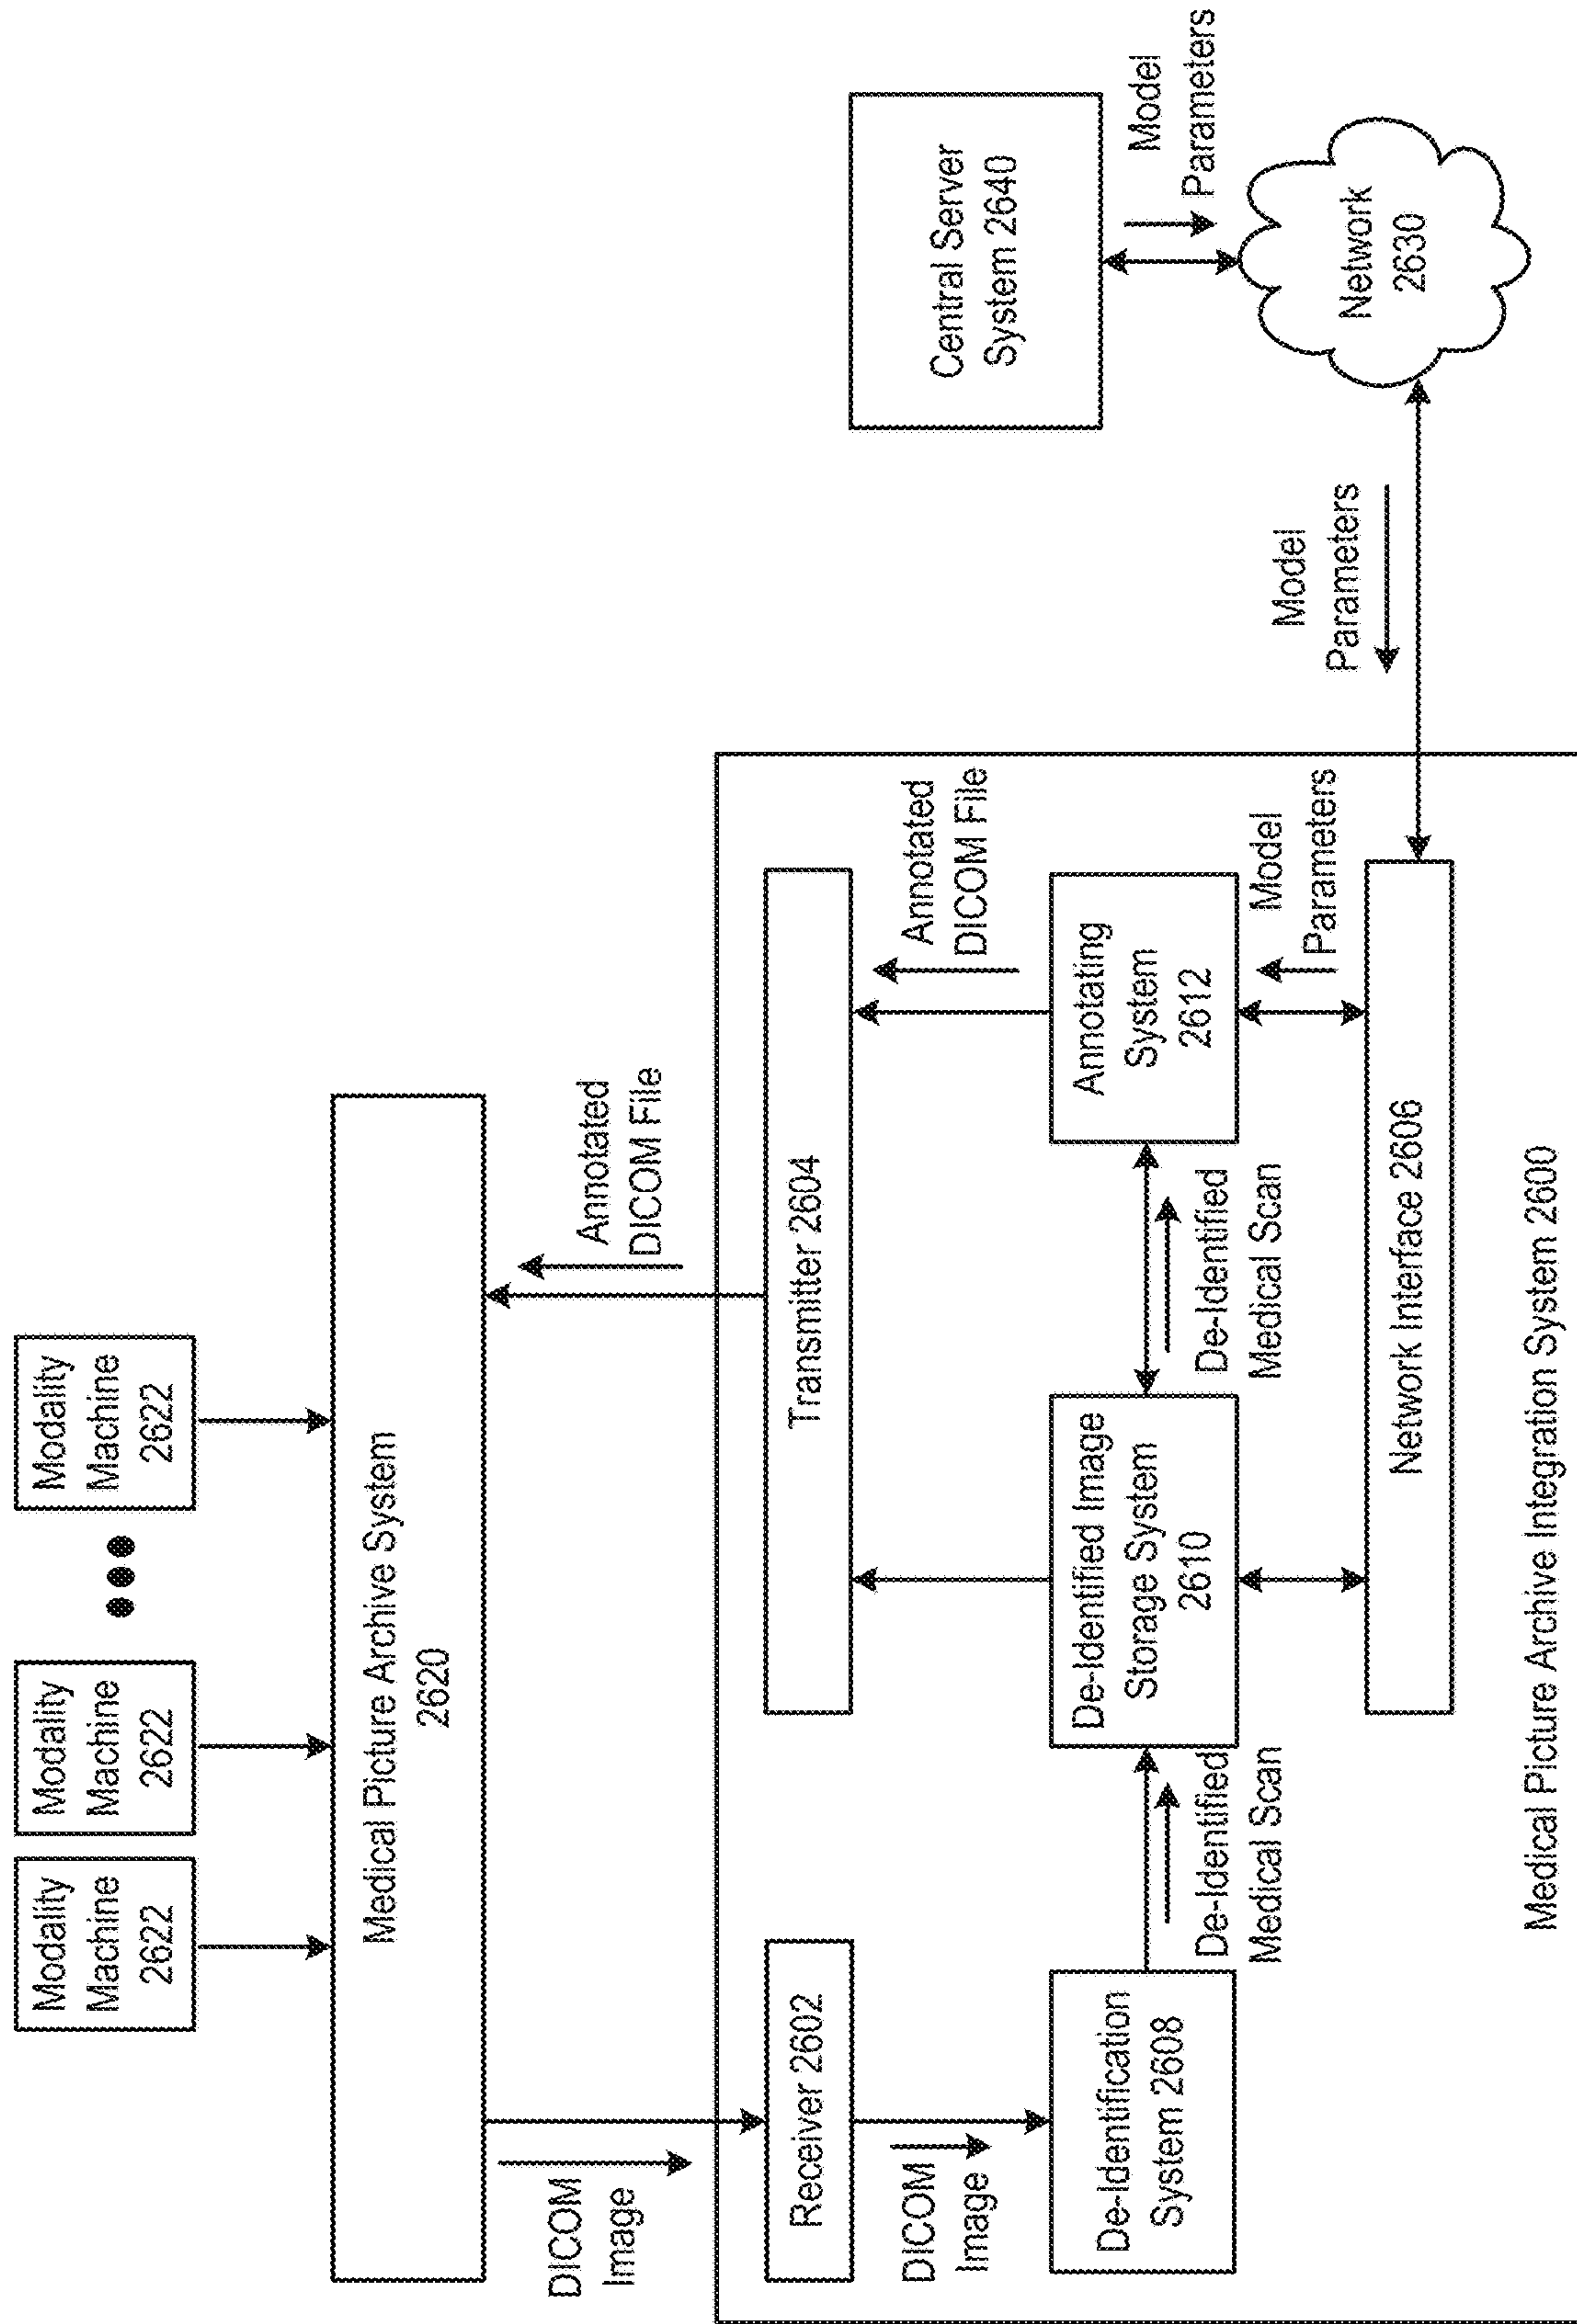 Modality
Machine
2622
Modality
Machine
2622
Modality
Machine
2622
Medical Picture Archive System
2620
DICOM
Image
Annotated
DICOM File
Receiver 2602
Transmitter 2604
DICOM
Image
Annotated
DICOM File
De-Identification
System 2608
De-Identified
Medical Scan
De-Identified Image
Storage System
2610
De-Identified
Medical Scan
Annotating
System
2612
Model
Parameters
Network Interface 2606
Medical Picture Archive Integration System 2600
Model
Parameters
Central Server
System 2640
Model
Parameters
Network
2630